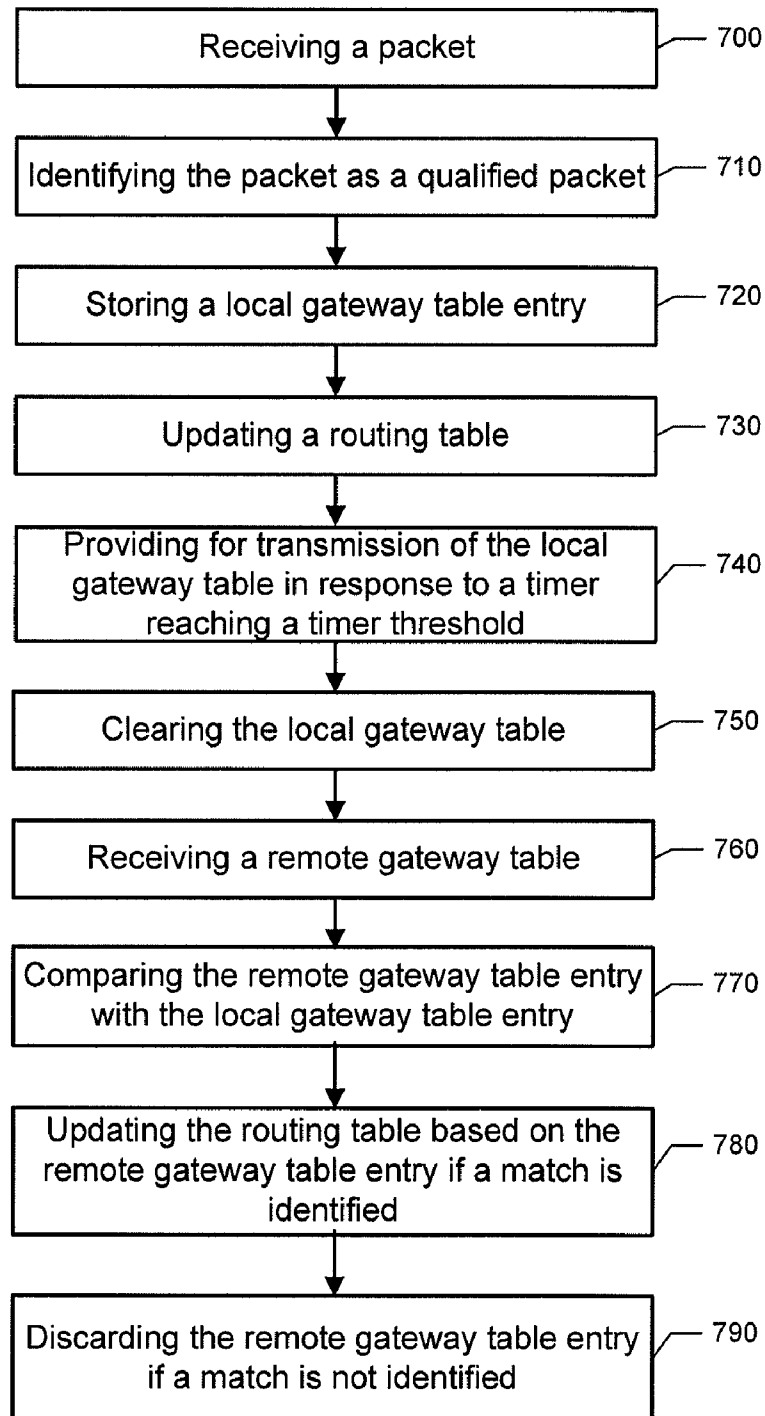 Receiving a packet
700
Identifying the packet as a qualified packet
710
Storing a local gateway table entry
720
Updating a routing table
730
Providing for transmission of the local
gateway table in response to a timer
reaching a timer threshold
740
Clearing the local gateway table
750
Receiving a remote gateway table
760
Comparing the remote gateway table entry
with the local gateway table entry
770
Updating the routing table based on the
remote gateway table entry if a match is
identified
780
Discarding the remote gateway table entry
if a match is not identified
790